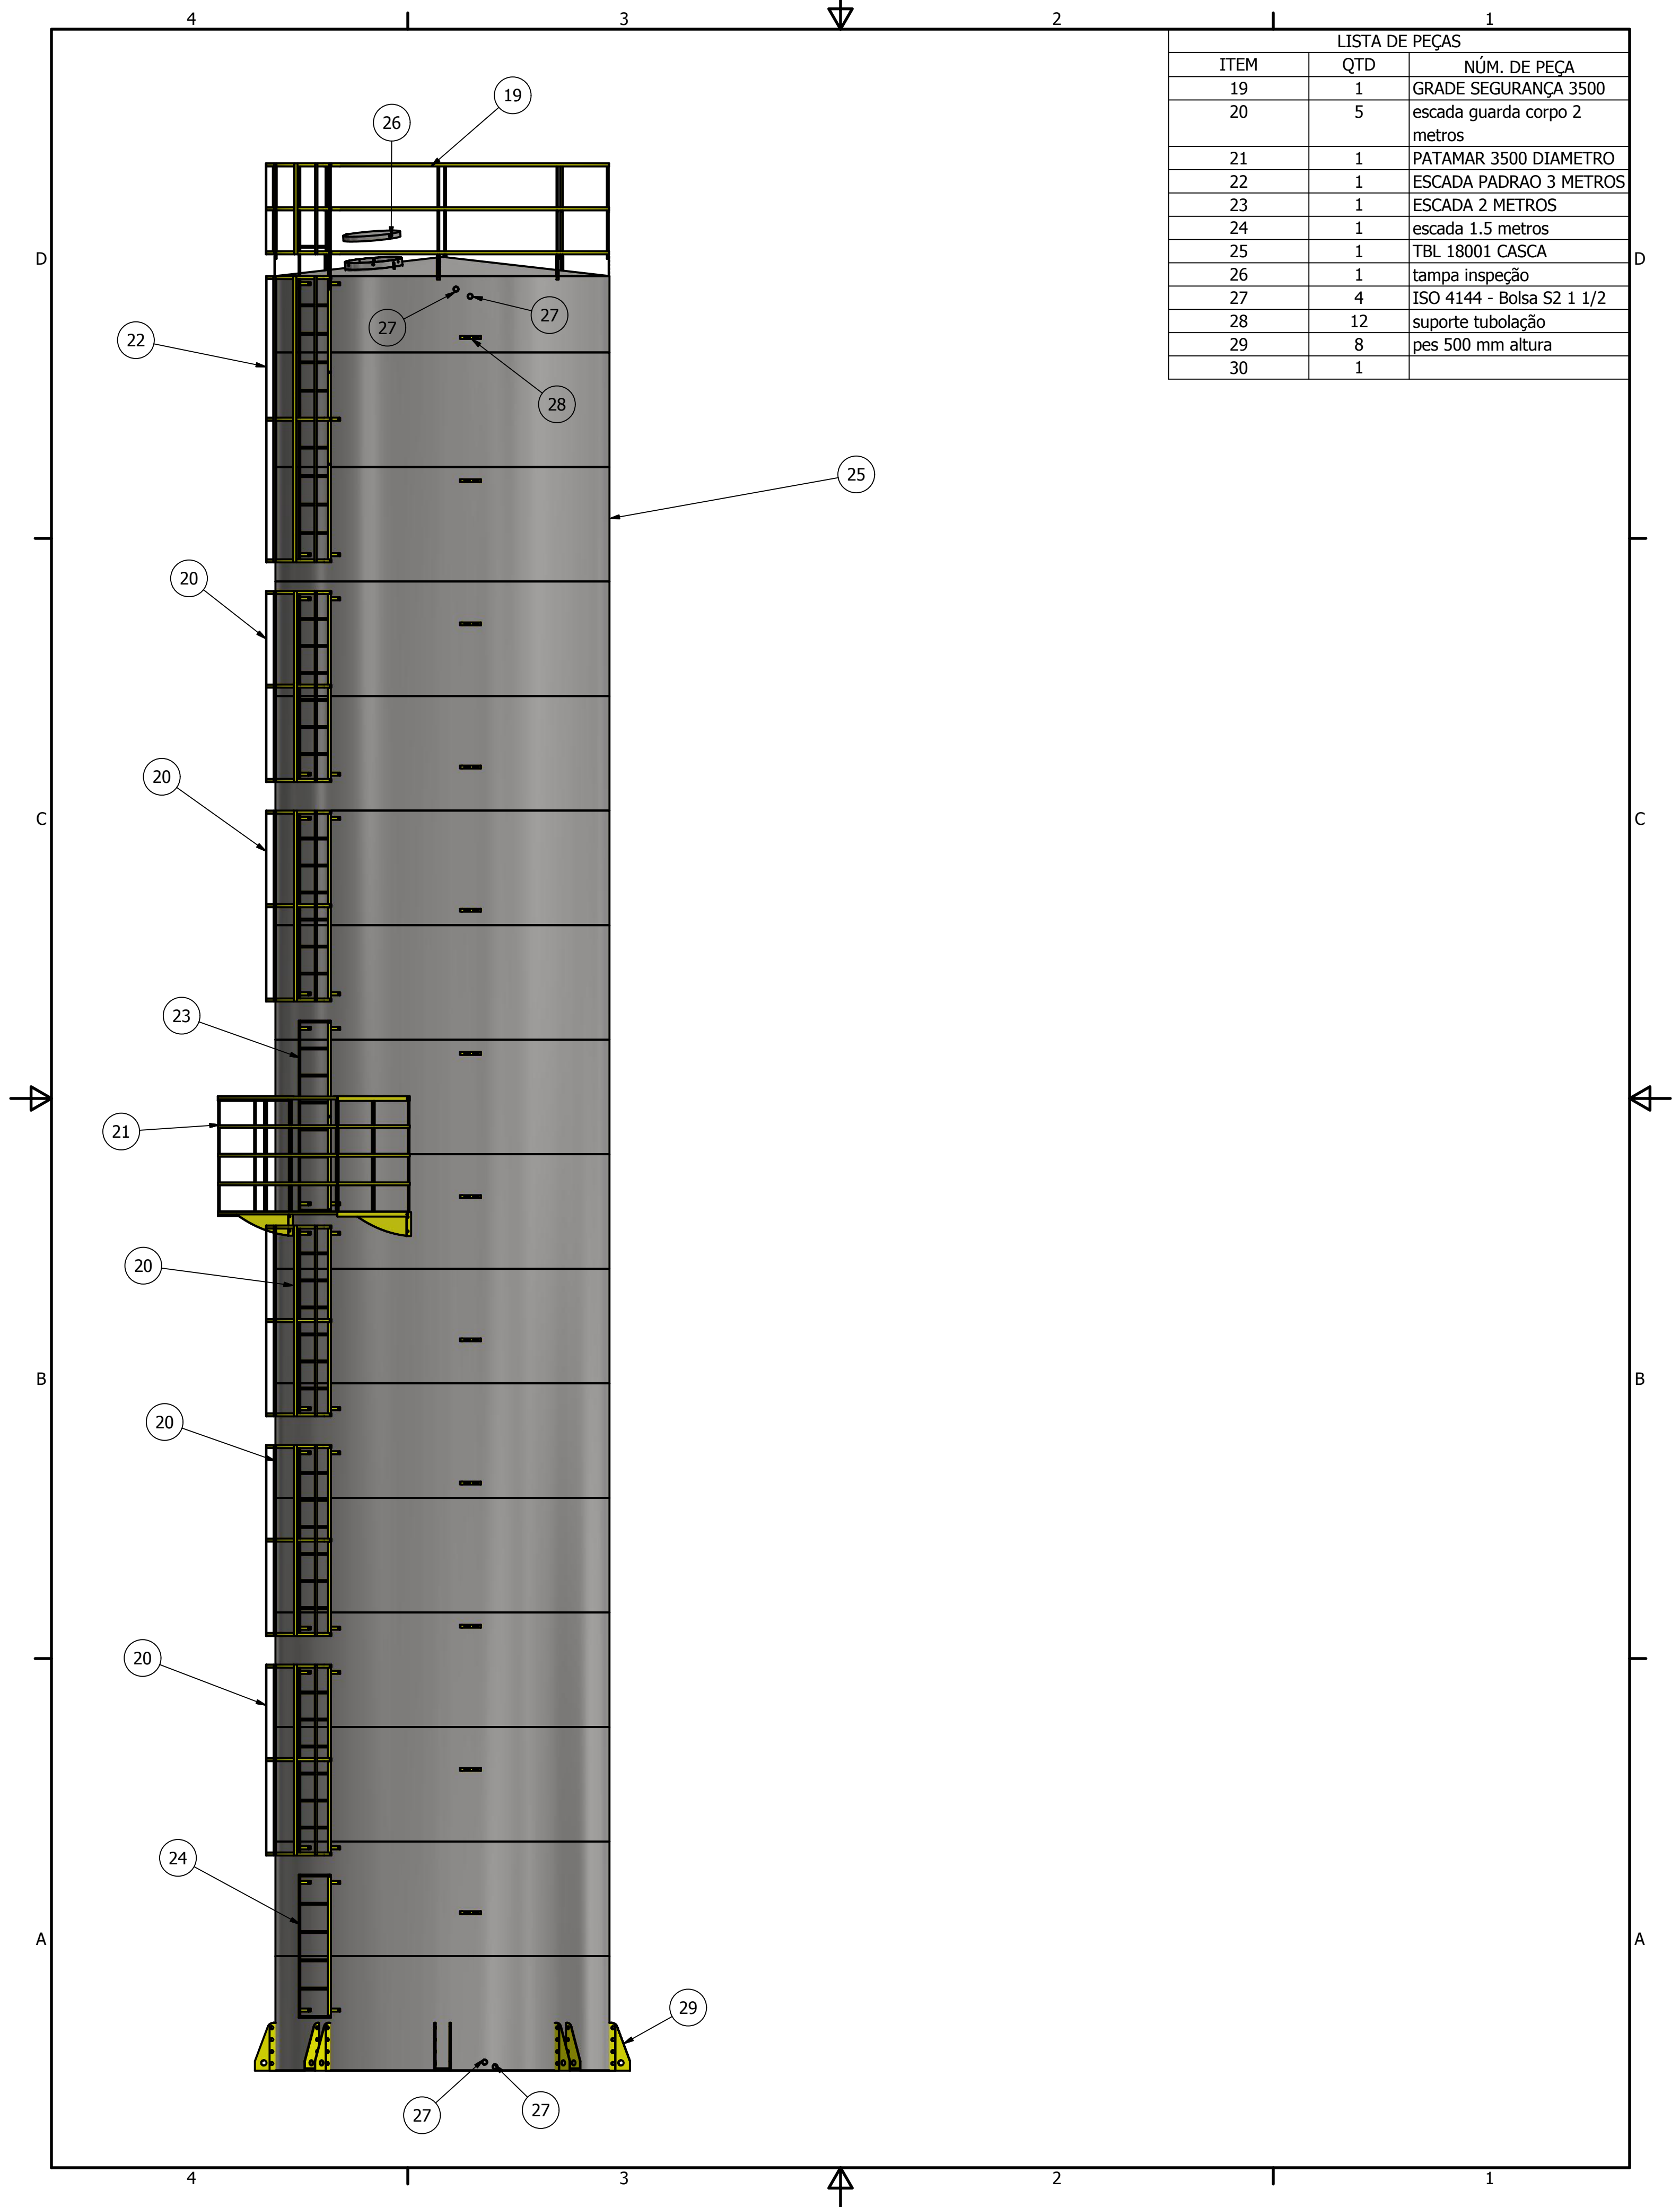 4 3 2 1
LISTA DE PEÇAS
ITEM QTD NÚM. DE PEÇA
19 1 GRADE SEGURANÇA 3500
20 5 escada guarda corpo 2
metros
21 1 PATAMAR 3500 DIAMETRO
22 1 ESCADA PADRAO 3 METROS
23 1 ESCADA 2 METROS
24 1 escada 1.5 metros
25 1 TBL 18001 CASCA
26 1 tampa inspeção
27 4 ISO 4144 - Bolsa S2 1 1/2
28 12 suporte tubolação
29 8 pes 500 mm altura
30 1
19
26
D D
27 27
22
28
25
20
20
C C
23
21
20
B B
20
20
24
A A
29
27 27
4 3 2 1